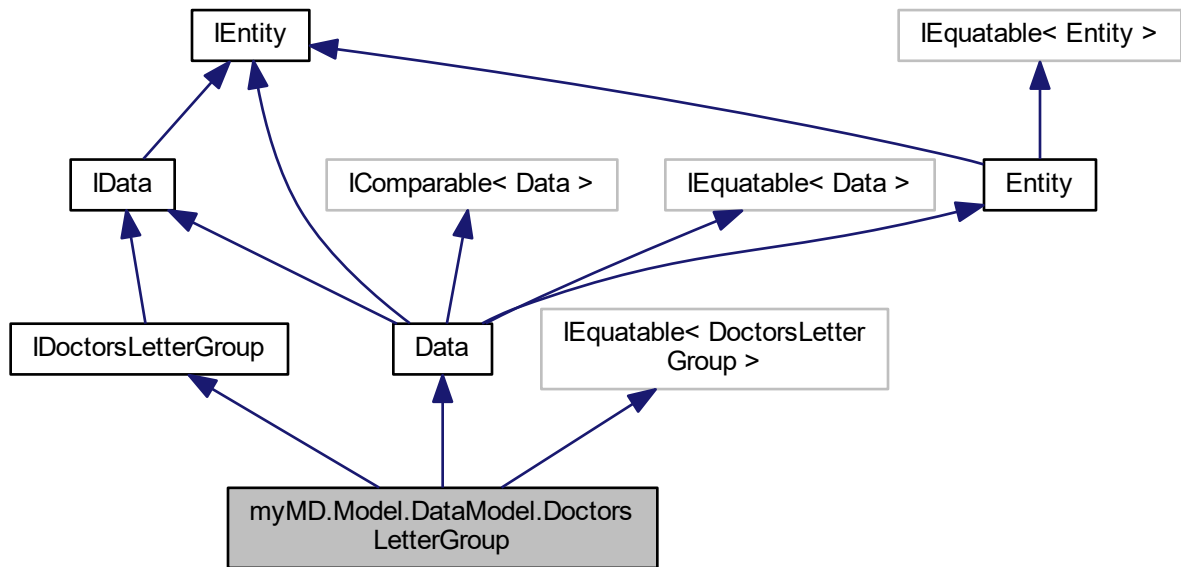 IEntity
IEquatable< Entity >
IData
IComparable< Data >
IEquatable< Data >
Entity
IDoctorsLetterGroup
Data
IEquatable< DoctorsLetter
Group >
myMD.Model.DataModel.Doctors
LetterGroup